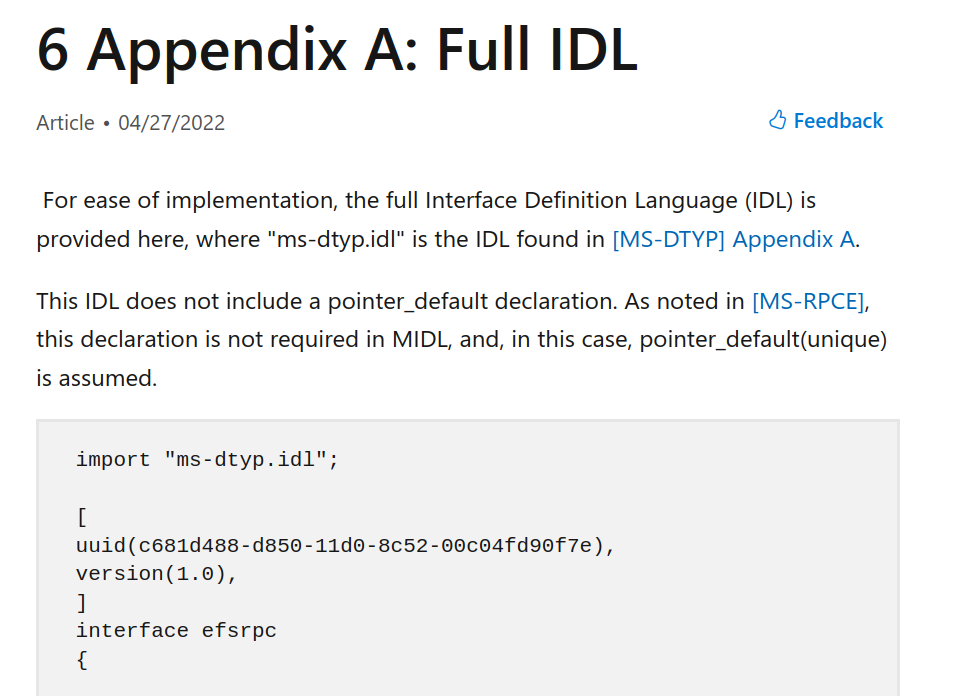 6 Appendix A: Full IDL
Article • 04/27/2022
Feedback
For ease of implementation, the full Interface Definition Language (IDL) is
provided here, where "ms-dtyp.idl" is the IDL found in [MS-DTYP] Appendix A.
This IDL does not include a pointer_default declaration. As noted in [MS-RPCE],
this declaration is not required in MIDL, and, in this case, pointer_default(unique)
is assumed.
import "ms-dtyp.idl";
[
uuid(c681d488-d850-11d0-8c52-00c04fd90f7e),
version(1.0),
]
interface efsrpc
{